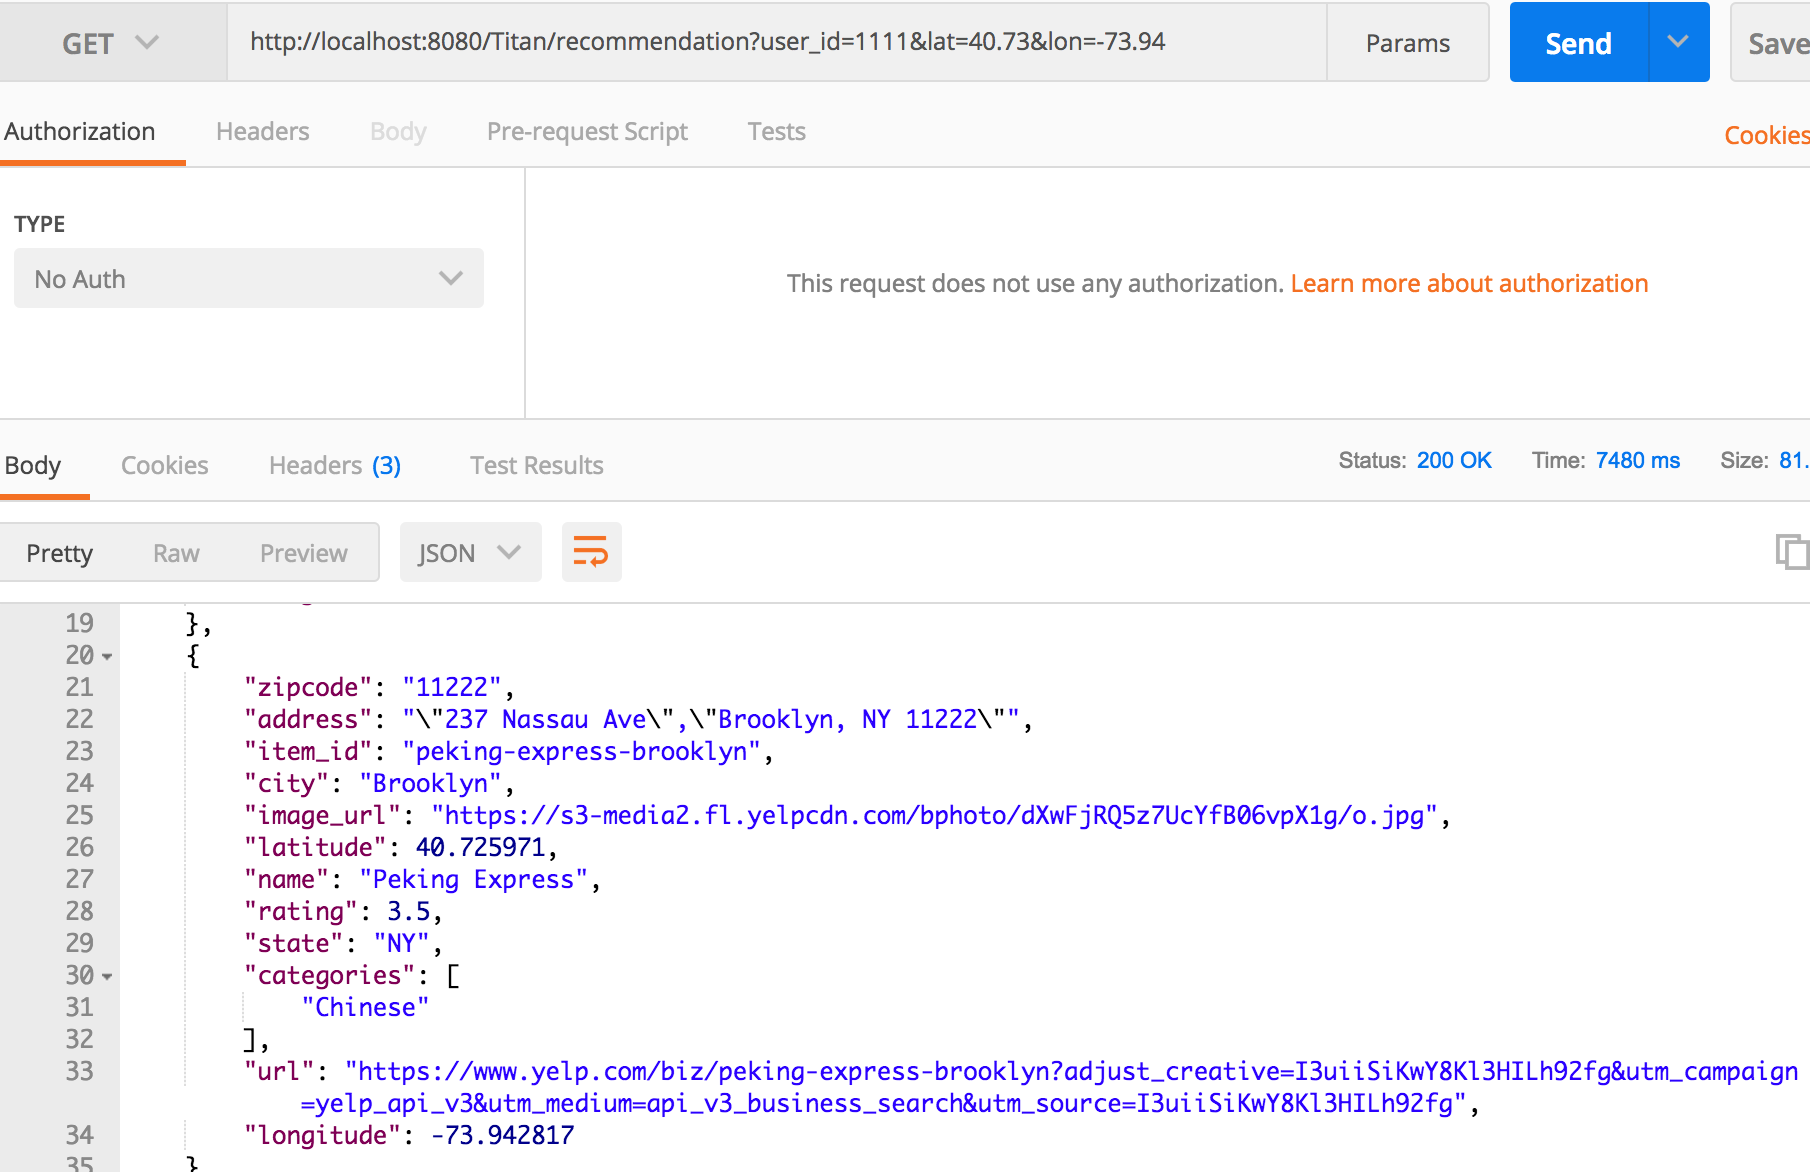 GET http://localhost:8080/Titan/recommendation?user_id=1111&lat=40.73&lon=-73.94 Params Send Save
Authorization Headers Body Pre-request Script Tests Cookies
TYPE
No Auth
This request does not use any authorization. Learn more about authorization
Body Cookies Headers (3) Test Results Status: 200 OK Time: 7480 ms Size: 81.
Pretty Raw Preview JSON
19 },
20 {
21 "zipcode": "11222",
22 "address": "\"237 Nassau Ave\",\"Brooklyn, NY 11222\"",
23 "item_id": "peking-express-brooklyn",
24 "city": "Brooklyn",
25 "image_url": "https://s3-media2.fl.yelpcdn.com/bphoto/dXwFjRQ5z7UcYfB06vpX1g/o.jpg",
26 "latitude": 40.725971,
27 "name": "Peking Express",
28 "rating": 3.5,
29 "state": "NY",
30 "categories": [
31 "Chinese"
32 ],
33 "url": "https://www.yelp.com/biz/peking-express-brooklyn?adjust_creative=I3uiiSiKwY8Kl3HILh92fg&utm_campaign
=yelp_api_v3&utm_medium=api_v3_business_search&utm_source=I3uiiSiKwY8Kl3HILh92fg",
34 "longitude": -73.942817
35 }